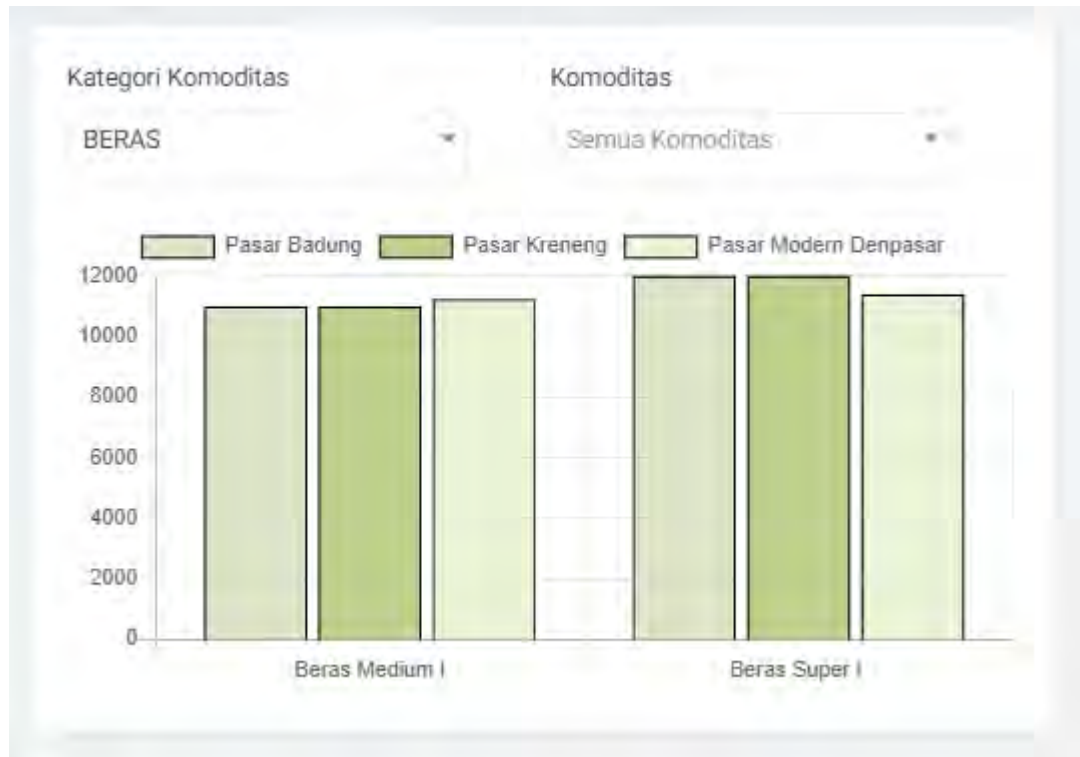 Kategori Komoditas Komoditas
BERAS Semua Komoditas
Pasar Badung Pasar Kreneng Pasar Modern Denpasar
12000
10000
8000
6000
4000
2000
0
Beras Medium I Beras Super I